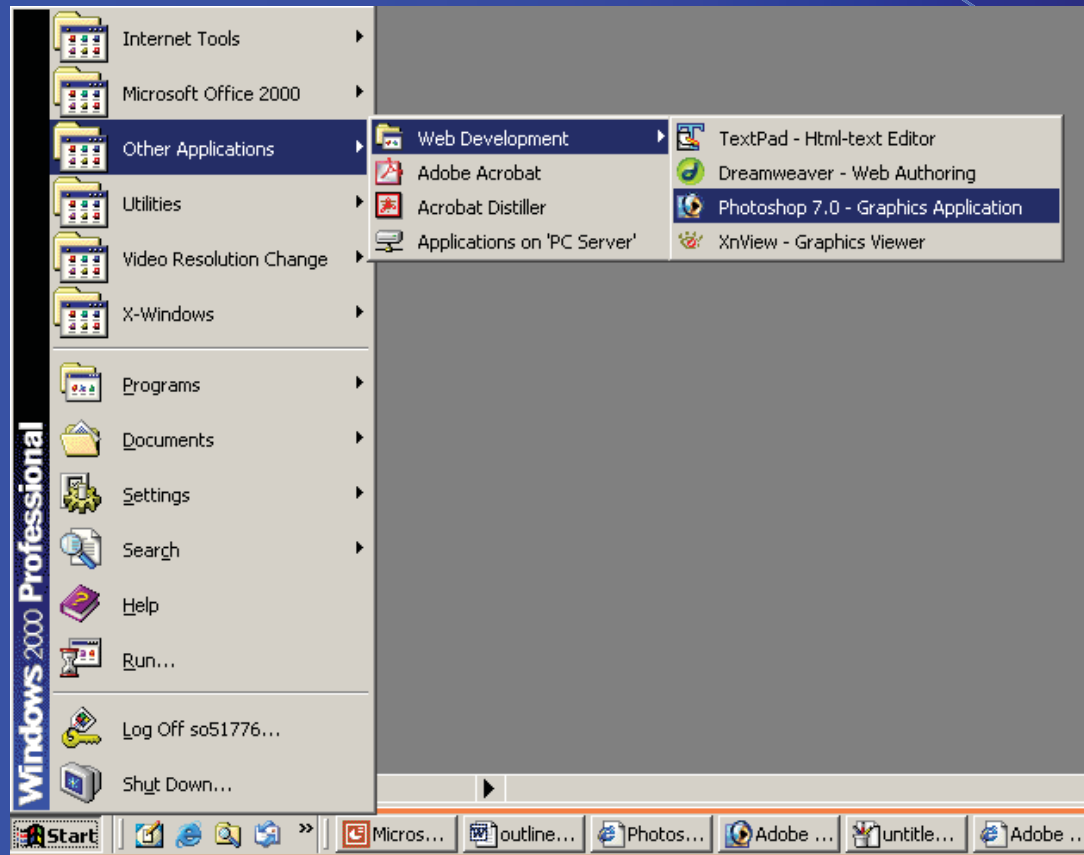 Internet Tools
Microsoft Office 2000
Other Applications
Utilities
Video Resolution Change
X-Windows
Programs
Documents
Settings
Search
Help
Run...
Log Off so51776...
Shut Down...
Windows 2000 Professional
Web Development
Adobe Acrobat
Acrobat Distiller
Applications on 'PC Server'
TextPad - Html-text Editor
Dreamweaver - Web Authoring
Photoshop 7.0 - Graphics Application
XnView - Graphics Viewer
Start » Micros... outline... Photos... Adobe ... untitle... Adobe ..